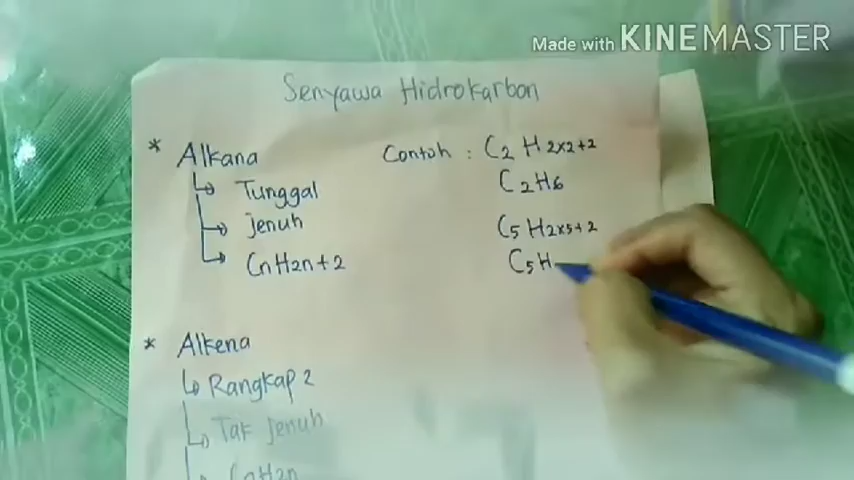 Made with KINEMASTER
Senyawa Hidrokarbon
* Alkana
↳ Tunggal
↳ jenuh
↳ CnH2n+2
Contoh : C2 H2x2+2
C2H6
C5 H2x5+2
C5H
* Alkena
↳ Rangkap 2
↳ Tak jenuh
↳ CnH2n